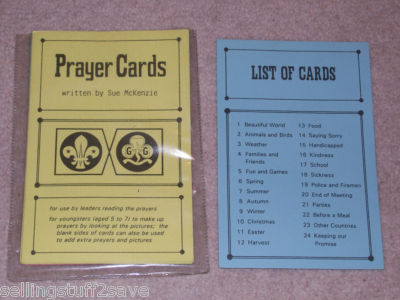 Prayer Cards
written by Sue McKenzie
G G
for use by leaders reading the prayers
for youngsters (aged 5 to 7) to make up
prayers by looking at the pictures; the
blank sides of cards can also be used
to add extra prayers and pictures
LIST OF CARDS
1 Beautiful World
2 Animals and Birds
3 Weather
4 Families and
Friends
5 Fun and Games
6 Spring
7 Summer
8 Autumn
9 Winter
10 Christmas
11 Easter
12 Harvest
13 Food
14 Saying Sorry
15 Handicapped
16 Kindness
17 School
18 Sickness
19 Police and Firemen
20 End of Meeting
21 Parties
22 Before a Meal
23 Other Countries
24 Keeping our
Promise
sellingstuff2save
sellingstuff2save